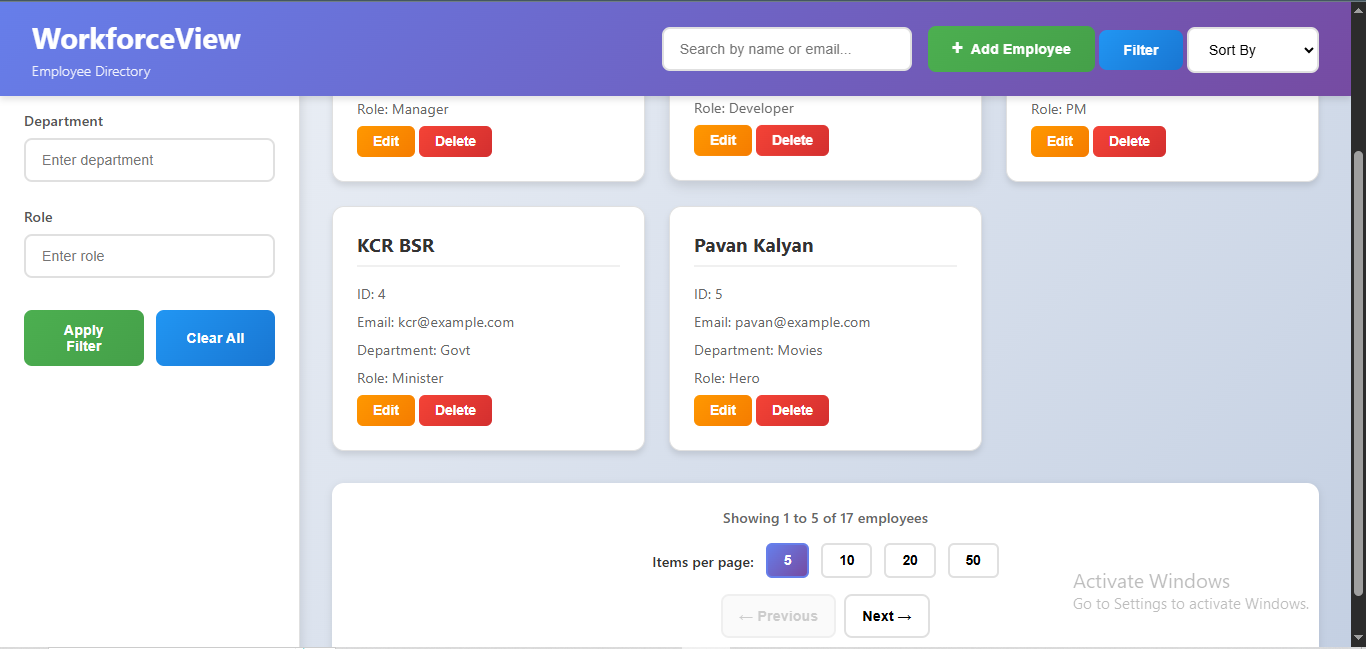 WorkforceView
Employee Directory
Search by name or email...
+ Add Employee
Filter
Sort By
Department
Enter department
Role
Enter role
Apply
Filter
Clear All
Role: Manager
Edit Delete
Role: Developer
Edit Delete
Role: PM
Edit Delete
KCR BSR
ID: 4
Email: kcr@example.com
Department: Govt
Role: Minister
Edit Delete
Pavan Kalyan
ID: 5
Email: pavan@example.com
Department: Movies
Role: Hero
Edit Delete
Showing 1 to 5 of 17 employees
Items per page: 5 10 20 50
← Previous Next →
Activate Windows
Go to Settings to activate Windows.